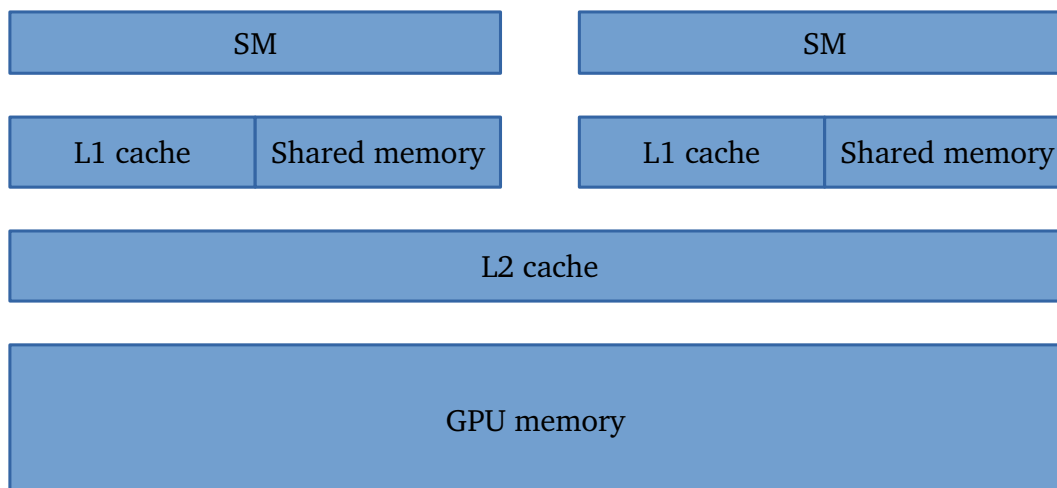 SM
SM
L1 cache
Shared memory
L1 cache
Shared memory
L2 cache
GPU memory